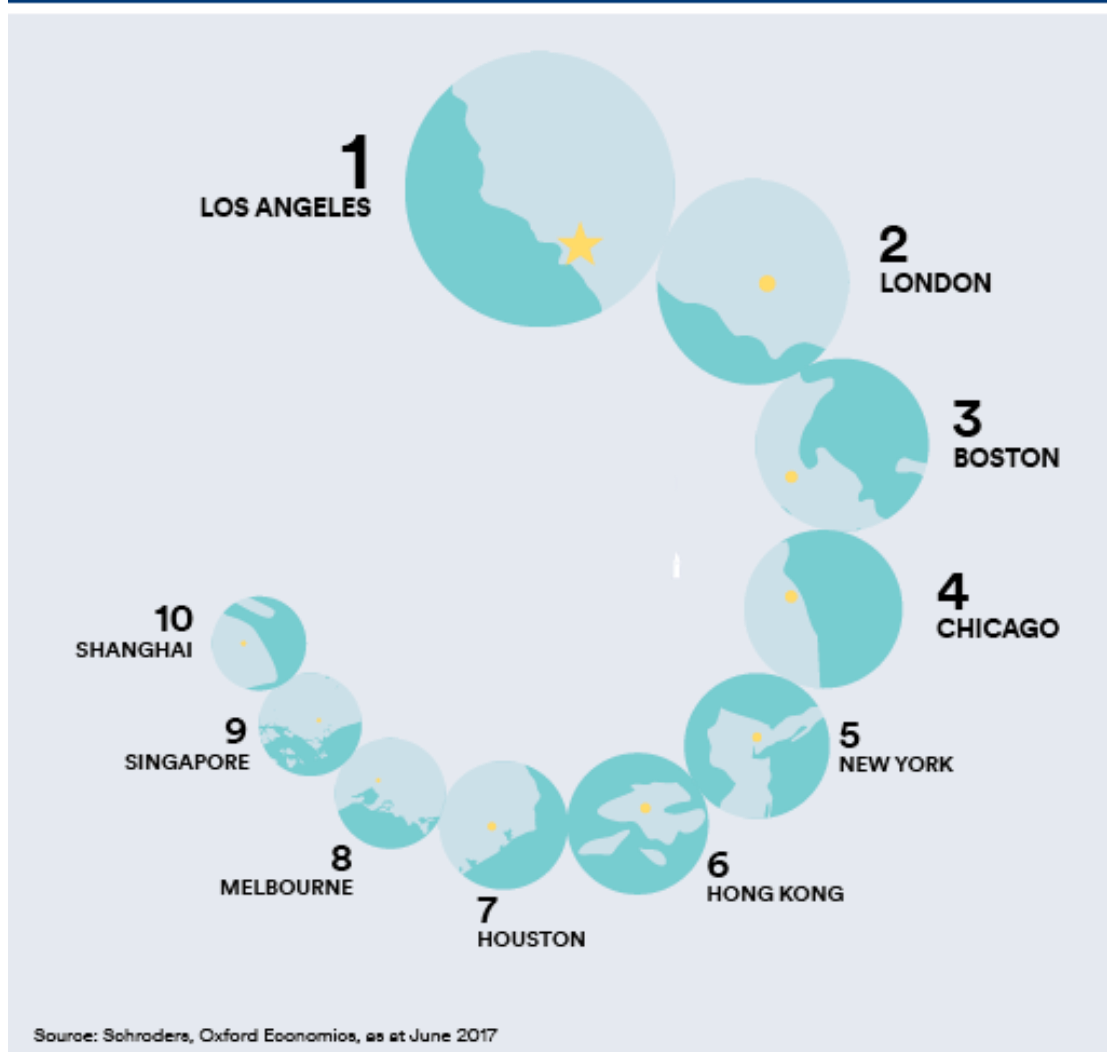 1
LOS ANGELES
2
LONDON
3
BOSTON
4
CHICAGO
5
NEW YORK
6
HONG KONG
7
HOUSTON
8
MELBOURNE
9
SINGAPORE
10
SHANGHAI
Source: Schroders, Oxford Economics, as at June 2017